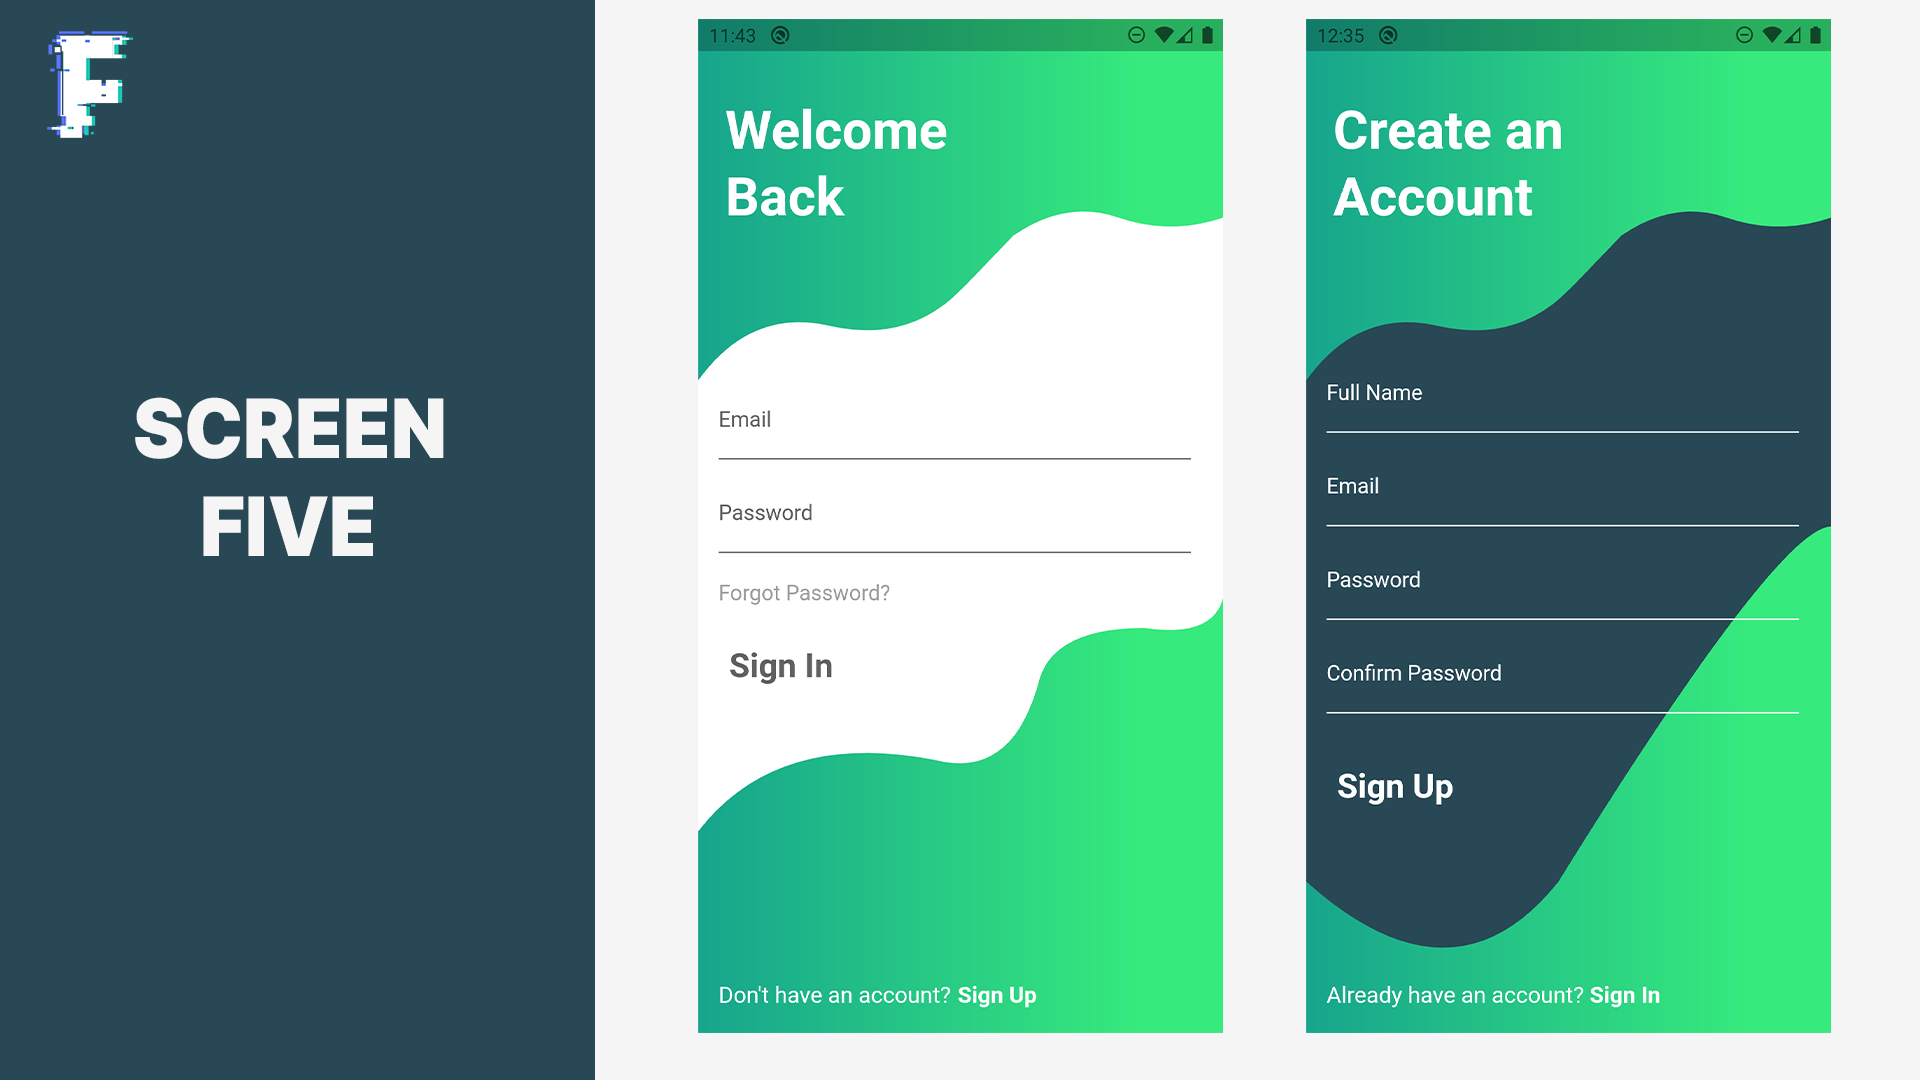 F
SCREEN
FIVE
11:43
Welcome
Back
Email
Password
Forgot Password?
Sign In
Don't have an account? Sign Up
12:35
Create an
Account
Full Name
Email
Password
Confirm Password
Sign Up
Already have an account? Sign In